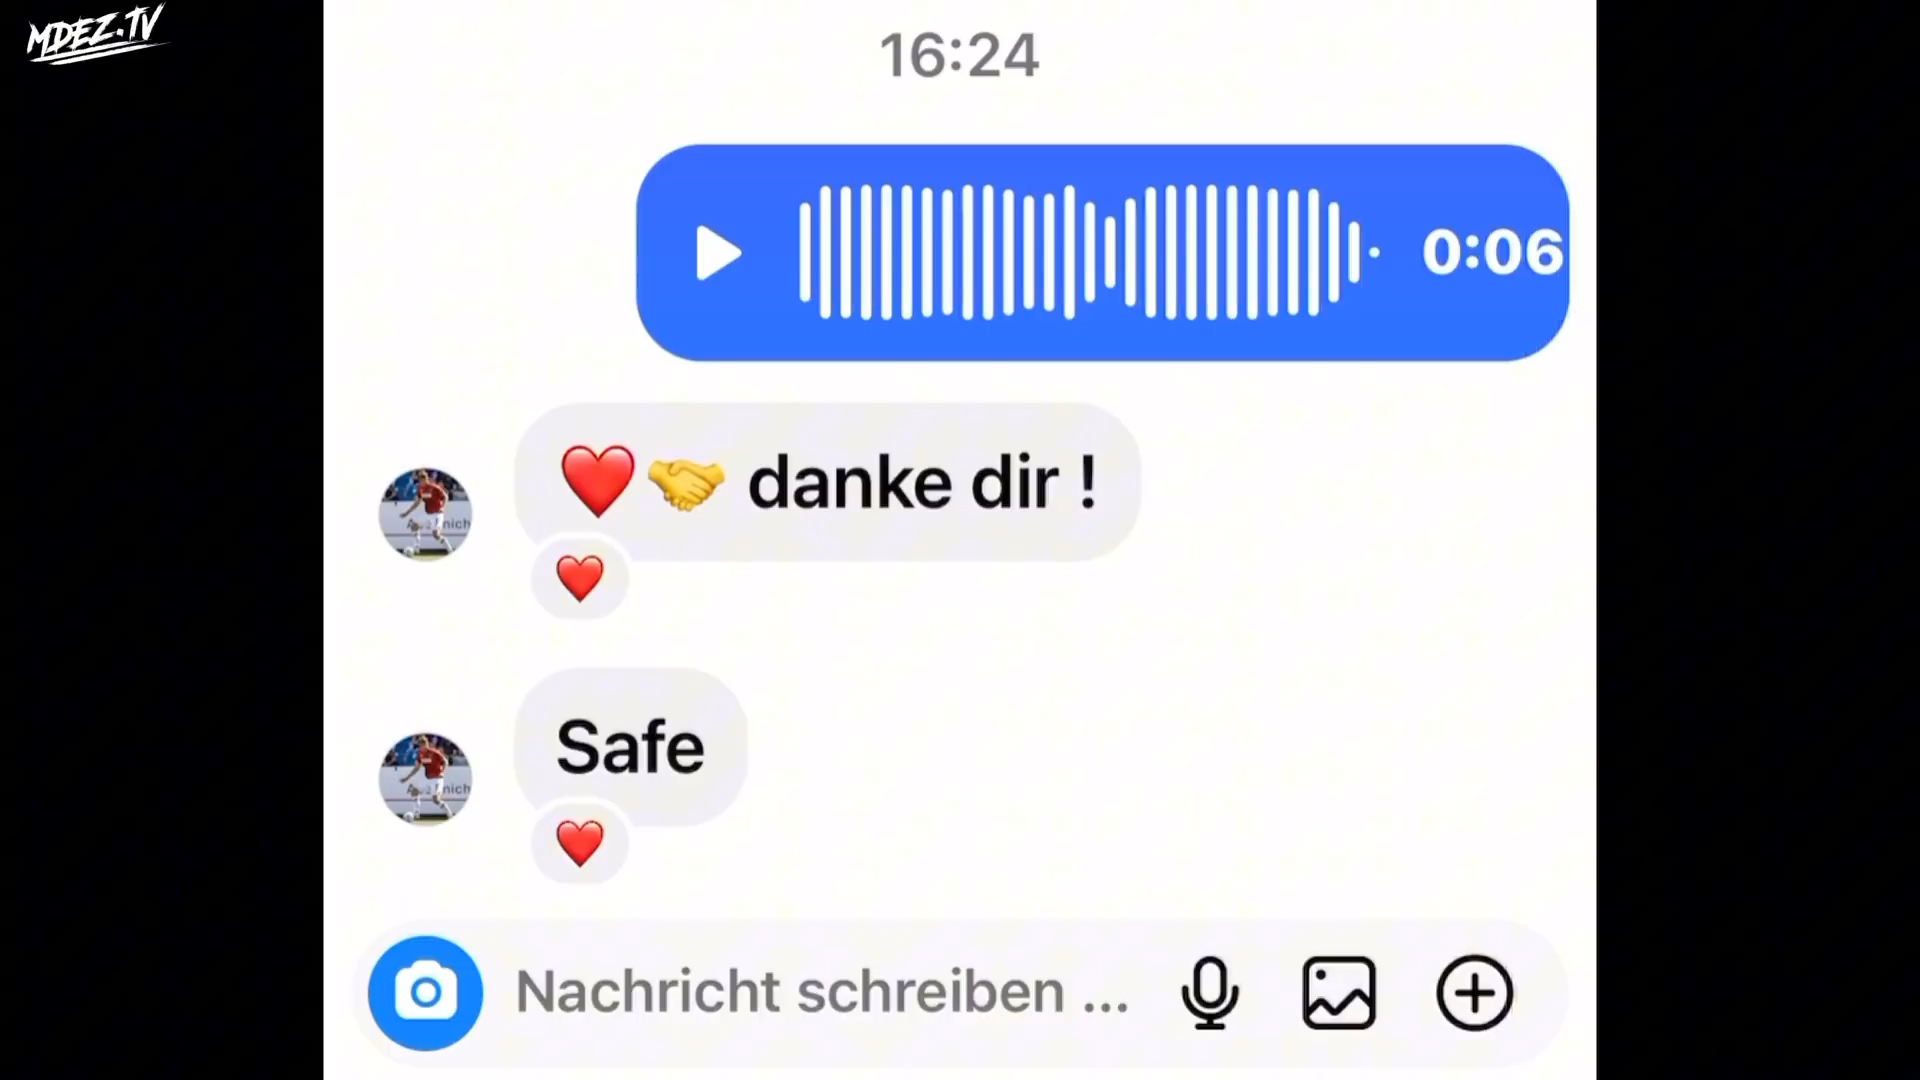 MDEZ.TV
16:24
0:06
❤️🤝 danke dir !
❤️
Safe
❤️
Nachricht schreiben ...